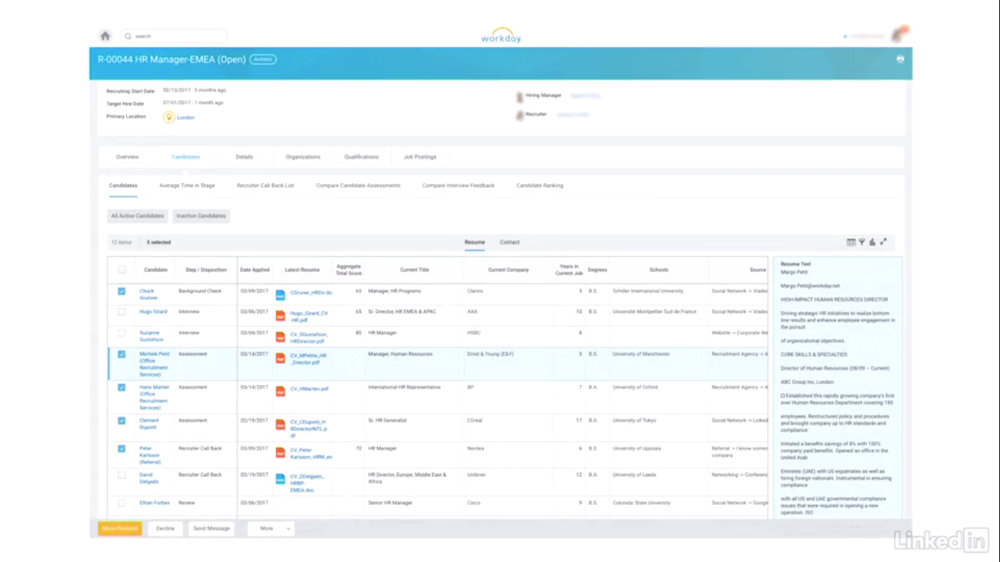 search
workday
R-00044 HR Manager-EMEA (Open) Actions
Recruiting Start Date 02/13/2017 - 5 months ago
Target Hire Date 07/01/2017 - 1 month ago
Primary Location London
Hiring Manager
Recruiter
Overview Candidates Details Organizations Qualifications Job Postings
Candidates Average Time in Stage Recruiter Call Back List Compare Candidate Assessments Compare Interview Feedback Candidate Ranking
All Active Candidates Inactive Candidates
12 items 5 selected Resume Contact
Candidate Step / Disposition Date Applied Latest Resume Aggregate Total Score Current Title Current Company Years in Current Job Degrees Schools Source
Chuck Grunner Background Check 03/09/2017 CGruner_HRDir.do 65 Manager, HR Programs Clarins 5 B.S. Schiller International University Social Network -> Viadeo
Hugo Girard Interview 03/06/2017 Hugo_Girard_CV -HR.pdf 65 Sr. Director, HR EMEA & APAC AXA 10 B.S. Université Montpellier Sud de France Social Network -> Viadeo
Suzanne Gustafson Interview 03/04/2017 CV_SGustafson_ HRDirector.pdf 80 HR Manager HSBC 8 Website -> Corporate We
Michele Petit (Office Recruitment Services) Assessment 03/14/2017 CV_MPetite_HR _Director.pdf Manager, Human Resources Ernst & Young (E&Y) 5 B.S. University of Manchester Recruitment Agency -> A
Hans Marten (Office Recruitment Services) Assessment 03/14/2017 CV_HMarten.pdf International HR Representative BP 7 B.A. University of Oxford Recruitment Agency -> A
Clement Dupont Assessment 02/19/2017 CV_CDupont_H RDirectorINTL.p df Sr. HR Generalist L'Oreal 17 B.A. University of Tokyo Social Network -> Linked
Peter Karlsson (Referral) Recruiter Call Back 03/09/2017 CV_Peter Karlsson_HRM_en 70 HR Manager Nordea 6 B.S. University of Uppsala Referral -> I know someo company
David Delgado Recruiter Call Back 02/19/2017 CV_DDelgado_ HRBP- EMEA.doc HR Director, Europe, Middle East & Africa Unilever 12 B.A. University of Leeds Networking -> Conferenc
Ethan Forbes Review 03/06/2017 Senior HR Manager Cisco 9 B.S. Colorado State University Social Network -> Google
Resume Text
Margo Petit
Margo.Petit@workday.net
HIGH-IMPACT HUMAN RESOURCES DIRECTOR
Driving strategic HR initiatives to realize bottom
line results and enhance employee engagement in
the pursuit
of organizational objectives.
CORE SKILLS & SPECIALTIES
Director of Human Resources (08/09 – Current)
ABC Group Inc, London
Established this rapidly growing company's first
ever Human Resources Department covering 150
employees. Restructured policy and procedures
and brought company up to HR standards and
compliance
Initiated a benefits savings of 8% with 100%
company paid benefits. Opened an office in the
United Arab
Emirates (UAE) with US expatriates as well as
hiring foreign nationals. Instrumental in ensuring
compliance
with all US and UAE governmental compliance
issues that were required in opening a new
operation. ISO
Move Forward Decline Send Message More
Linked in